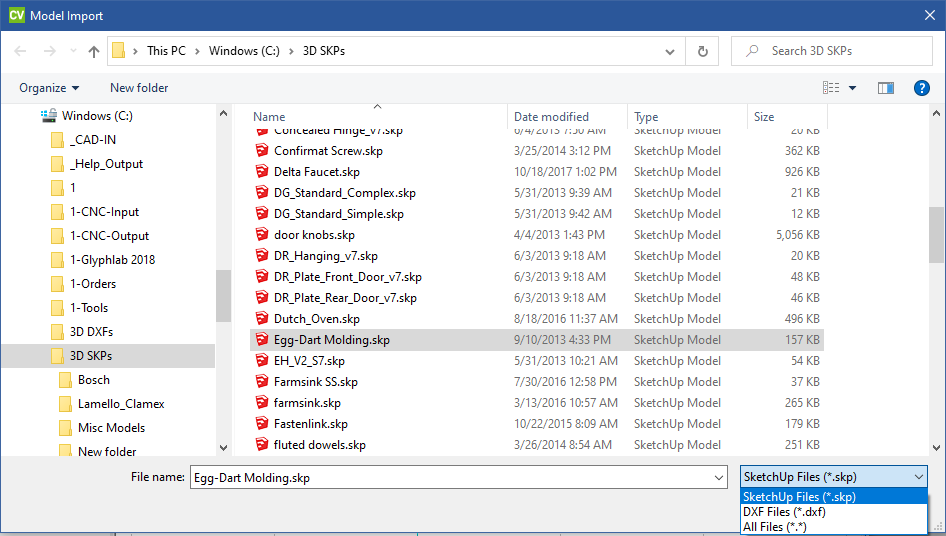 CV Model Import
This PC > Windows (C:) > 3D SKPs
Search 3D SKPs
Organize New folder
Windows (C:)
_CAD-IN
_Help_Output
1
1-CNC-Input
1-CNC-Output
1-Glyphlab 2018
1-Orders
1-Tools
3D DXFs
3D SKPs
Bosch
Lamello_Clamex
Misc Models
New folder
Name Date modified Type Size
Concealed Hinge_v7.skp 6/4/2013 7:50 AM SketchUp Model 20 KB
Confirmat Screw.skp 3/25/2014 3:12 PM SketchUp Model 362 KB
Delta Faucet.skp 10/18/2017 1:02 PM SketchUp Model 926 KB
DG_Standard_Complex.skp 5/31/2013 9:39 AM SketchUp Model 21 KB
DG_Standard_Simple.skp 5/31/2013 9:42 AM SketchUp Model 12 KB
door knobs.skp 4/4/2013 1:43 PM SketchUp Model 5,056 KB
DR_Hanging_v7.skp 6/3/2013 9:18 AM SketchUp Model 20 KB
DR_Plate_Front_Door_v7.skp 6/3/2013 9:18 AM SketchUp Model 48 KB
DR_Plate_Rear_Door_v7.skp 6/3/2013 9:18 AM SketchUp Model 46 KB
Dutch_Oven.skp 8/18/2016 11:37 AM SketchUp Model 496 KB
Egg-Dart Molding.skp 9/10/2013 4:33 PM SketchUp Model 157 KB
EH_V2_S7.skp 5/31/2013 10:21 AM SketchUp Model 54 KB
Farmsink SS.skp 7/30/2016 12:58 PM SketchUp Model 37 KB
farmsink.skp 3/13/2016 10:57 AM SketchUp Model 265 KB
Fastenlink.skp 10/22/2015 8:09 AM SketchUp Model 179 KB
fluted dowels.skp 3/26/2014 8:54 AM SketchUp Model 251 KB
File name: Egg-Dart Molding.skp
SketchUp Files (*.skp)
SketchUp Files (*.skp)
DXF Files (*.dxf)
All Files (*.*)